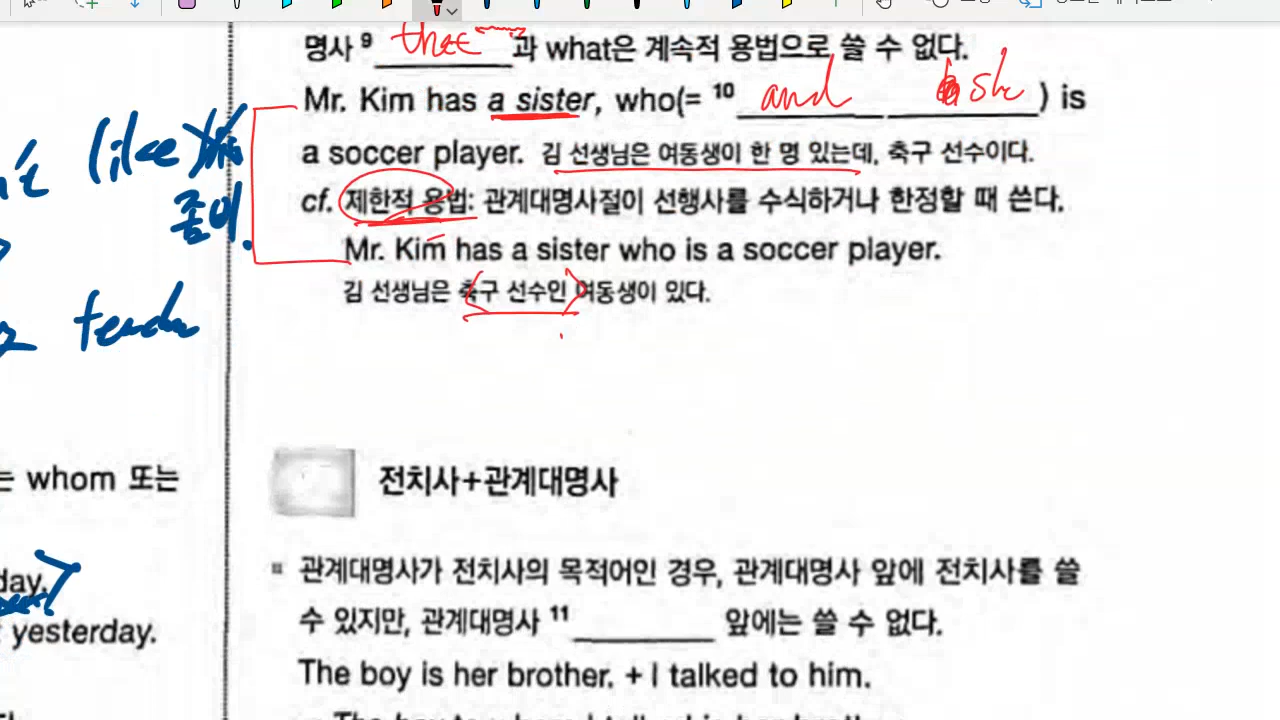 명사 9 that 과 what은 계속적 용법으로 쓸 수 없다.
Mr. Kim has a sister, who(= 10 and she ) is
a soccer player. 김 선생님은 여동생이 한 명 있는데, 축구 선수이다.
cf. 제한적 용법: 관계대명사절이 선행사를 수식하거나 한정할 때 쓴다.
Mr. Kim has a sister who is a soccer player.
김 선생님은 축구 선수인 여동생이 있다.
like
좋아.
는 whom 또는
day.
yesterday.
전치사+관계대명사
관계대명사가 전치사의 목적어인 경우, 관계대명사 앞에 전치사를 쓸
수 있지만, 관계대명사 11 앞에는 쓸 수 없다.
The boy is her brother. + I talked to him.